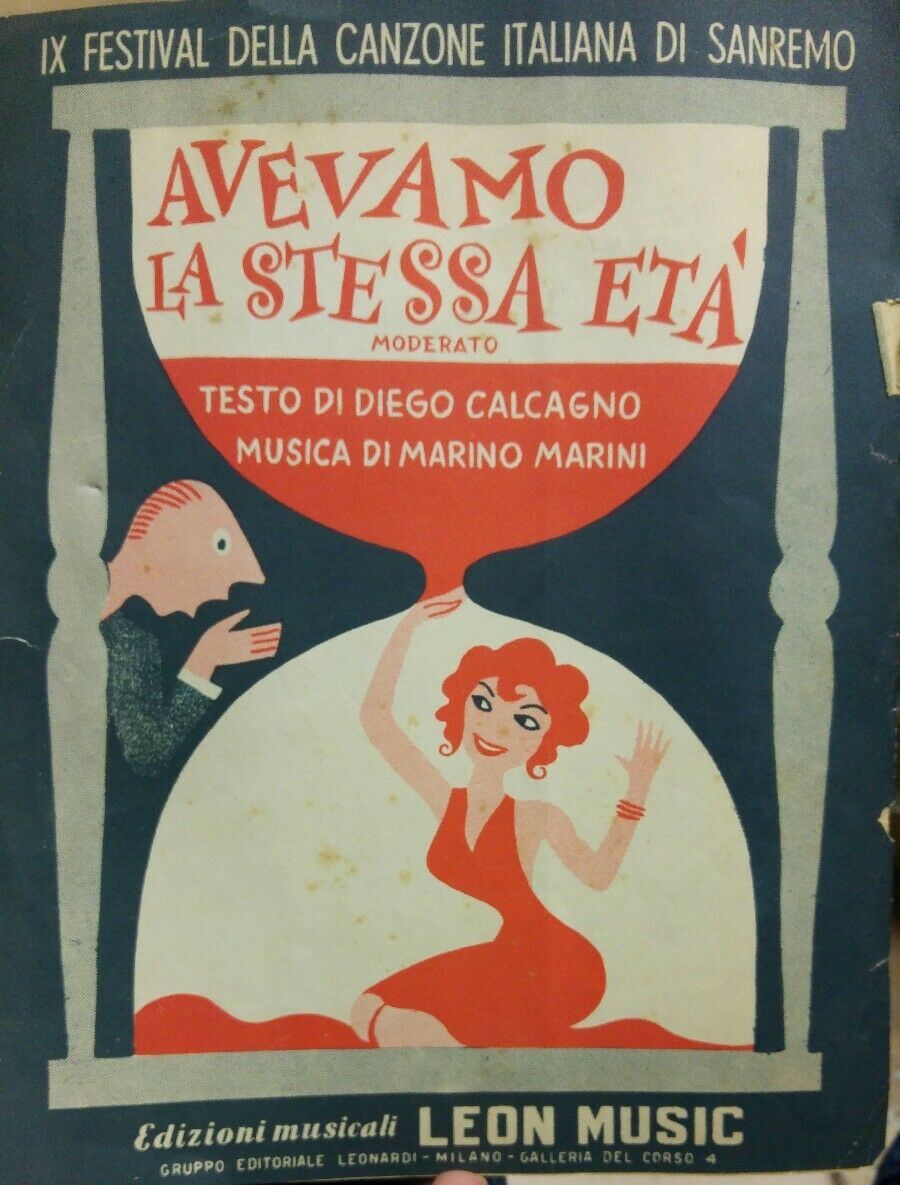 IX FESTIVAL DELLA CANZONE ITALIANA DI SANREMO
AVEVAMO
LA STESSA ETÁ
MODERATO
TESTO DI DIEGO CALCAGNO
MUSICA DI MARINO MARINI
Edizioni musicali LEON MUSIC
GRUPPO EDITORIALE LEONARDI - MILANO - GALLERIA DEL CORSO 4